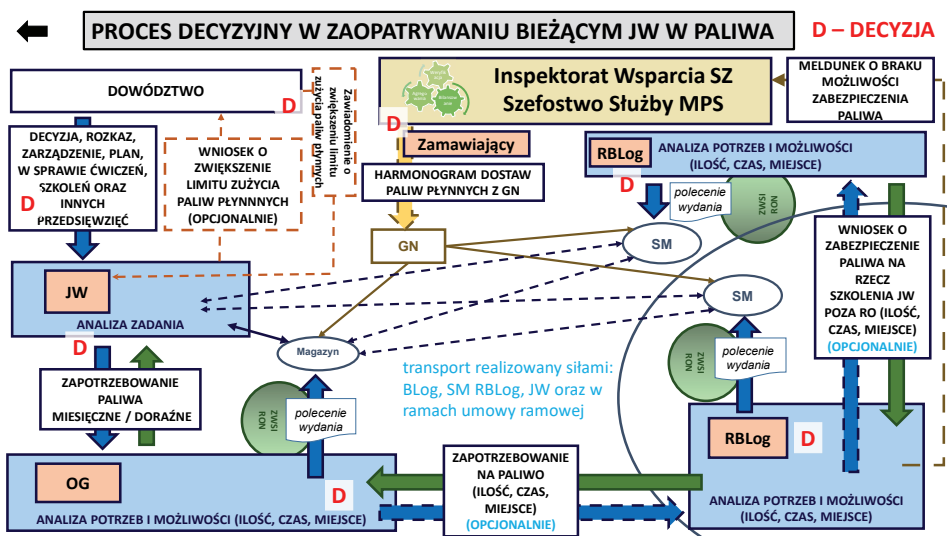 PROCES DECYZYJNY W ZAOPATRYWANIU BIEŻĄCYM JW W PALIWA
D – DECYZJA
DOWÓDZTWO
D
DECYZJA, ROZKAZ,
ZARZĄDZENIE, PLAN,
W SPRAWIE ĆWICZEŃ,
SZKOLEŃ ORAZ
INNYCH
PRZEDSIĘWZIĘĆ
D
WNIOSEK O
ZWIĘKSZENIE
LIMITU ZUŻYCIA
PALIW PŁYNNNYCH
(OPCJONALNIE)
Zawiadomienie o
zwiększeniu limitu
zużycia paliw płynnych
Inspektorat Wsparcia SZ
Szefostwo Służby MPS
D
Zamawiający
HARMONOGRAM DOSTAW
PALIW PŁYNNYCH Z GN
GN
MELDUNEK O BRAKU
MOŻLIWOŚCI
ZABEZPIECZENIA
PALIWA
RBLog
ANALIZA POTRZEB I MOŻLIWOŚCI
(ILOŚĆ, CZAS, MIEJSCE)
D
polecenie
wydania
ZWSI
RON
SM
WNIOSEK O
ZABEZPIECZENIE
PALIWA NA
RZECZ
SZKOLENIA JW
POZA RO (ILOŚĆ,
CZAS, MIEJSCE)
(OPCJONALNIE)
JW
ANALIZA ZADANIA
D
SM
Magazyn
ZWSI
RON
polecenie
wydania
transport realizowany siłami:
BLog, SM RBLog, JW oraz w
ramach umowy ramowej
ZAPOTRZEBOWANIE
PALIWA
MIESIĘCZNE / DORAŹNE
ZWSI
RON
polecenie
wydania
RBLog
D
ANALIZA POTRZEB I MOŻLIWOŚCI
(ILOŚĆ, CZAS, MIEJSCE)
OG
D
ANALIZA POTRZEB I MOŻLIWOŚCI (ILOŚĆ, CZAS, MIEJSCE)
ZAPOTRZEBOWANIE
NA PALIWO
(ILOŚĆ, CZAS,
MIEJSCE)
(OPCJONALNIE)